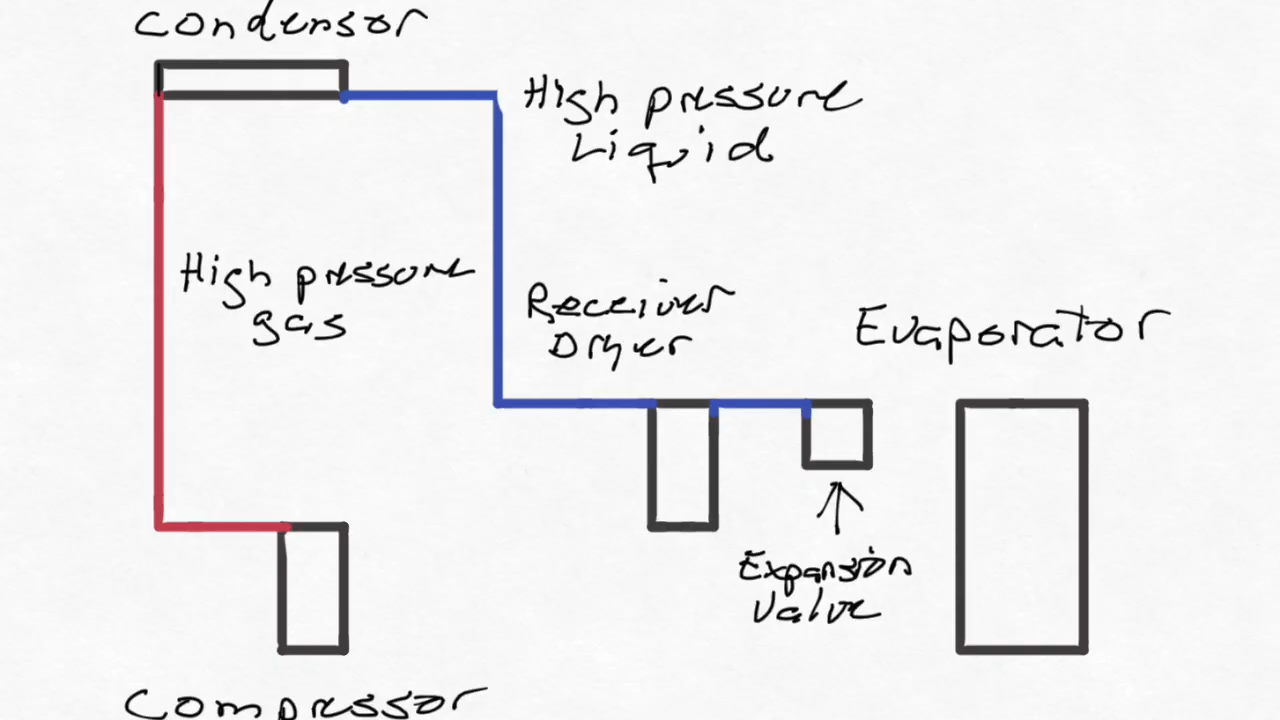 Condensor
High pressure
Liquid
High pressure
gas
Receiver
Dryer
Evaporator
Expansion
Valve
Compressor